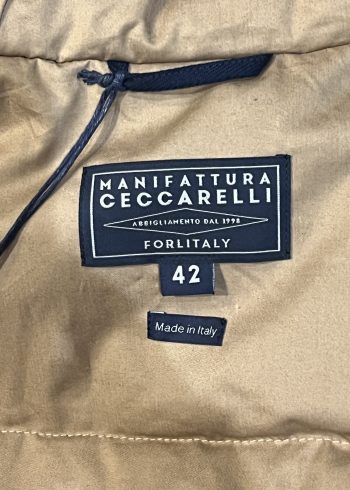 MANIFATTURA
CECCARELLI
ABBIGLIAMENTO DAL 1998
FORLITALY
42
Made in Italy